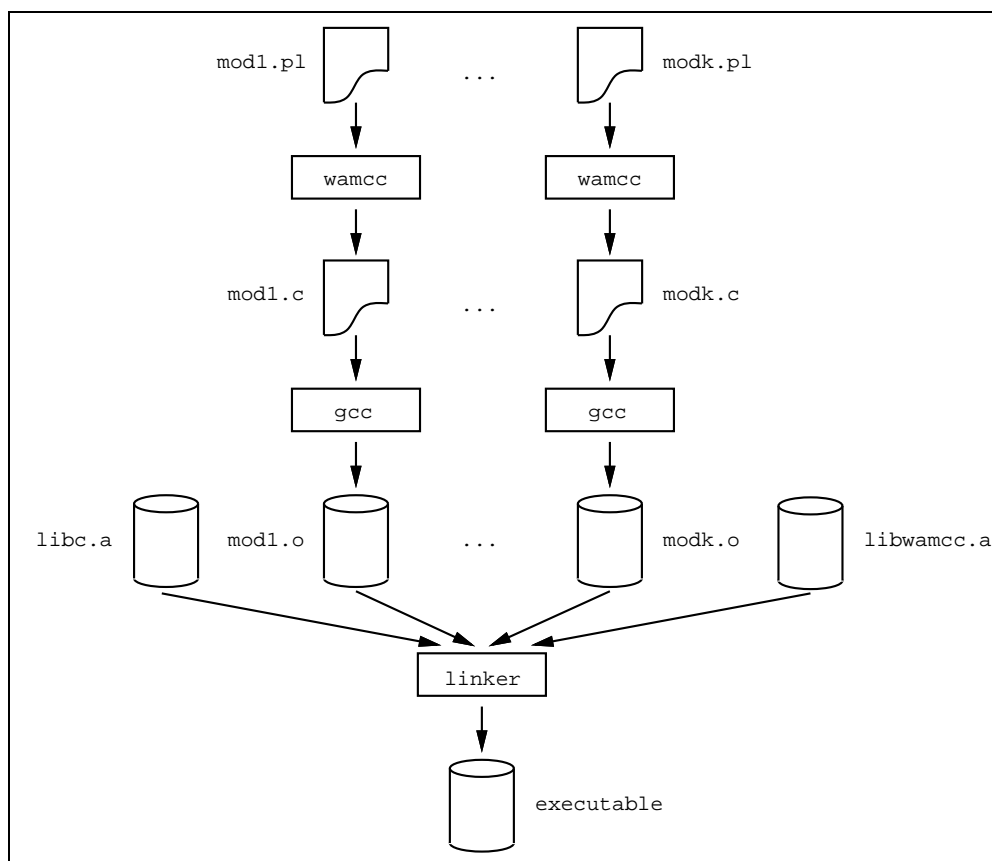 mod1.pl ... modk.pl
wamcc wamcc
mod1.c ... modk.c
gcc gcc
libc.a mod1.o ... modk.o libwamcc.a
linker
executable